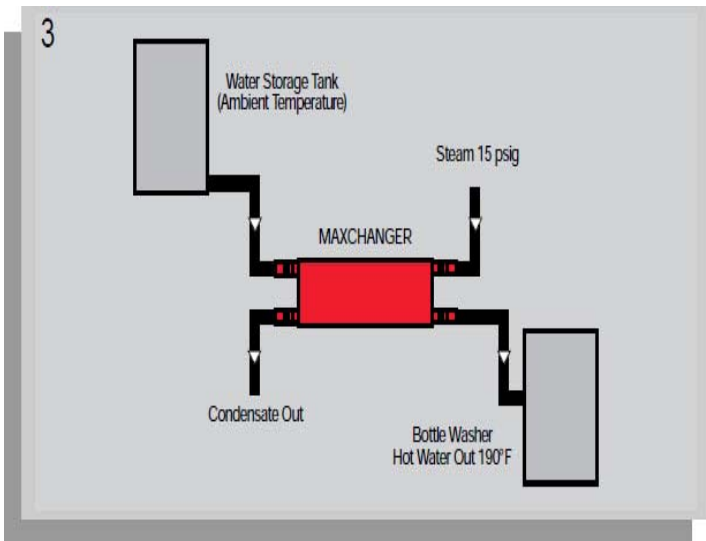 3
Water Storage Tank
(Ambient Temperature)
Steam 15 psig
MAXCHANGER
Condensate Out
Bottle Washer
Hot Water Out 190°F